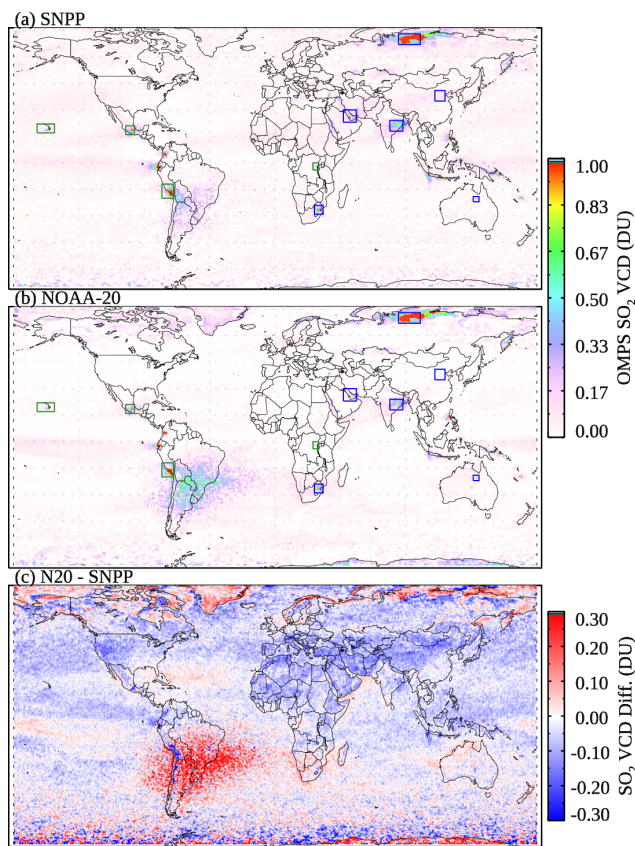 (a) SNPP
(b) NOAA-20
1.00
0.83
0.67
0.50
0.33
0.17
0.00
OMPS SO2 VCD (DU)
(c) N20 - SNPP
0.30
0.20
0.10
0.00
-0.10
-0.20
-0.30
SO2 VCD Diff. (DU)